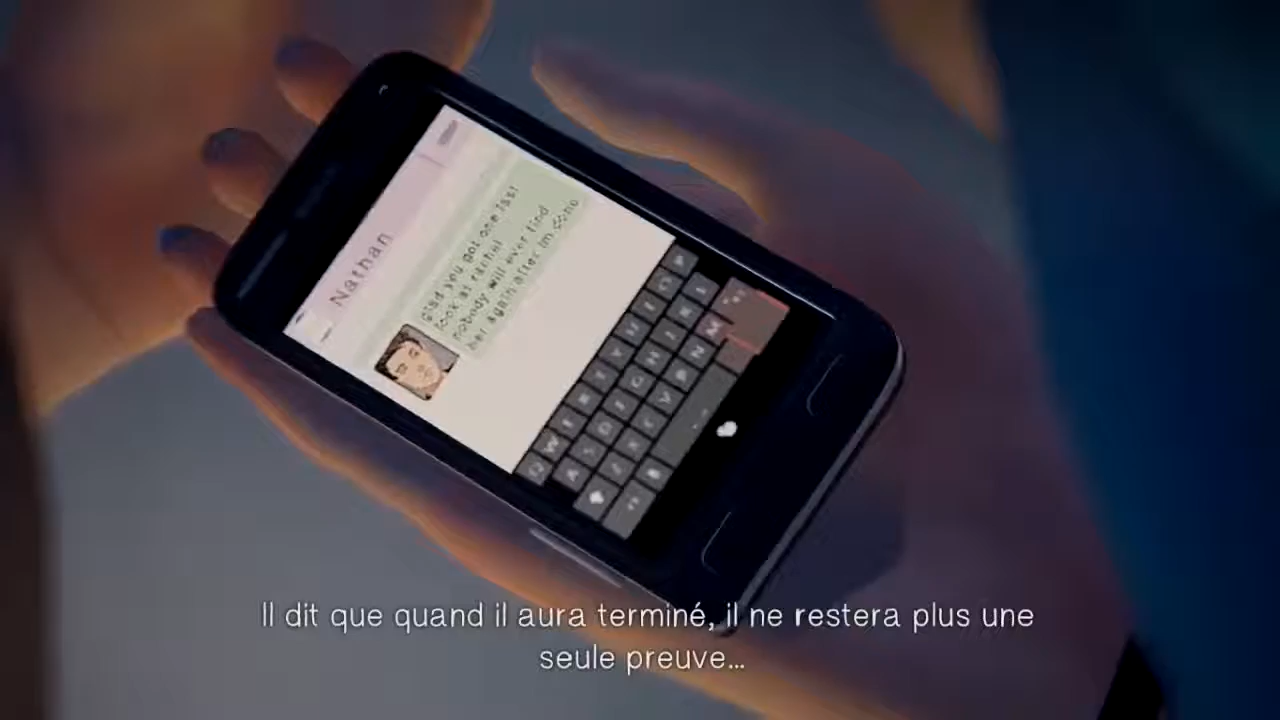 Nathan
Glad you got one last
look at rachel
nobody will ever find
her again after im done
Il dit que quand il aura terminé, il ne restera plus une
seule preuve...